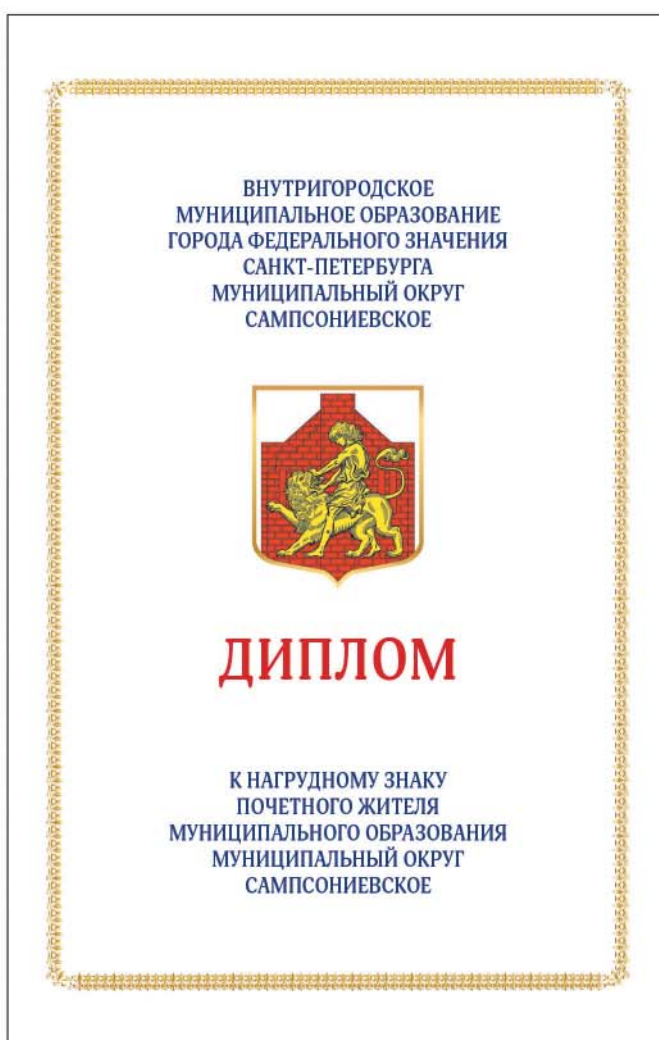 ВНУТРИГОРОДСКОЕ
МУНИЦИПАЛЬНОЕ ОБРАЗОВАНИЕ
ГОРОДА ФЕДЕРАЛЬНОГО ЗНАЧЕНИЯ
САНКТ-ПЕТЕРБУРГА
МУНИЦИПАЛЬНЫЙ ОКРУГ
САМПСОНИЕВСКОЕ
ДИПЛОМ
К НАГРУДНОМУ ЗНАКУ
ПОЧЕТНОГО ЖИТЕЛЯ
МУНИЦИПАЛЬНОГО ОБРАЗОВАНИЯ
МУНИЦИПАЛЬНЫЙ ОКРУГ
САМПСОНИЕВСКОЕ